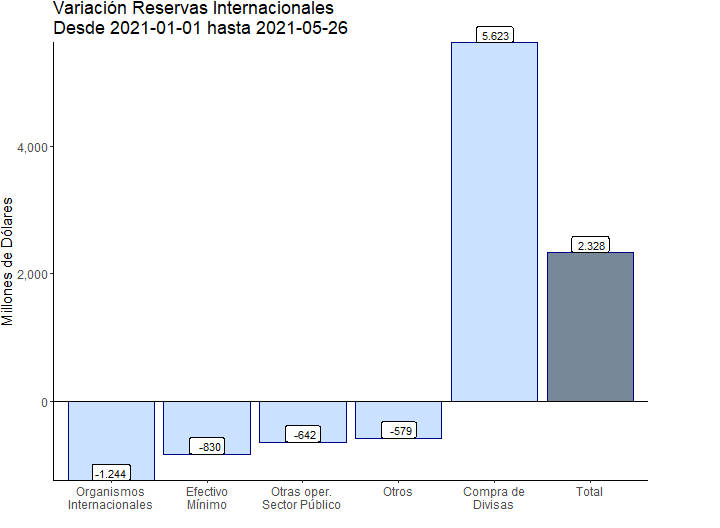 Variación Reservas Internacionales
Desde 2021-01-01 hasta 2021-05-26
Millones de Dólares
4,000
2,000
0
5.623
2.328
-1.244
-830
-642
-579
Organismos
Internacionales
Efectivo
Mínimo
Otras oper.
Sector Público
Otros
Compra de
Divisas
Total